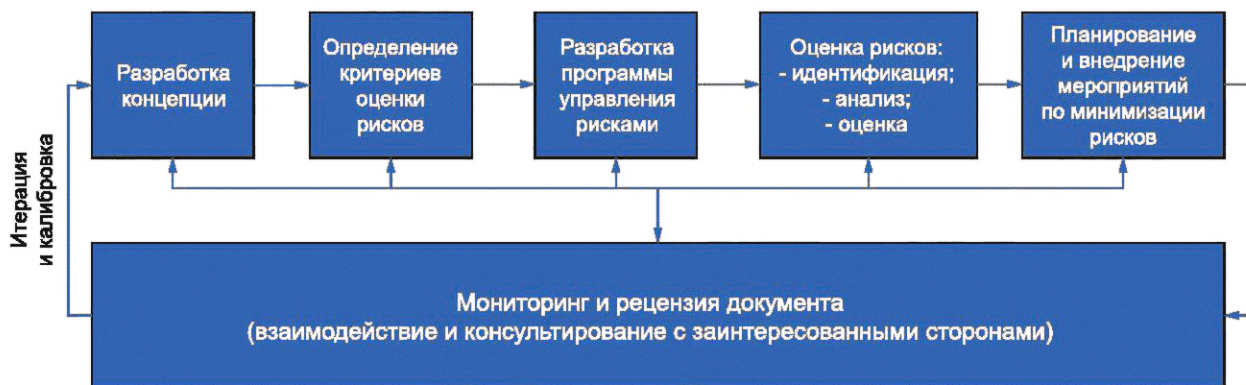 Разработка
концепции
Определение
критериев
оценки
рисков
Разработка
программы
управления
рисками
Оценка рисков:
- идентификация;
- анализ;
- оценка
Планирование
и внедрение
мероприятий
по минимизации
рисков
Итерация
и калибровка
Мониторинг и рецензия документа
(взаимодействие и консультирование с заинтересованными сторонами)